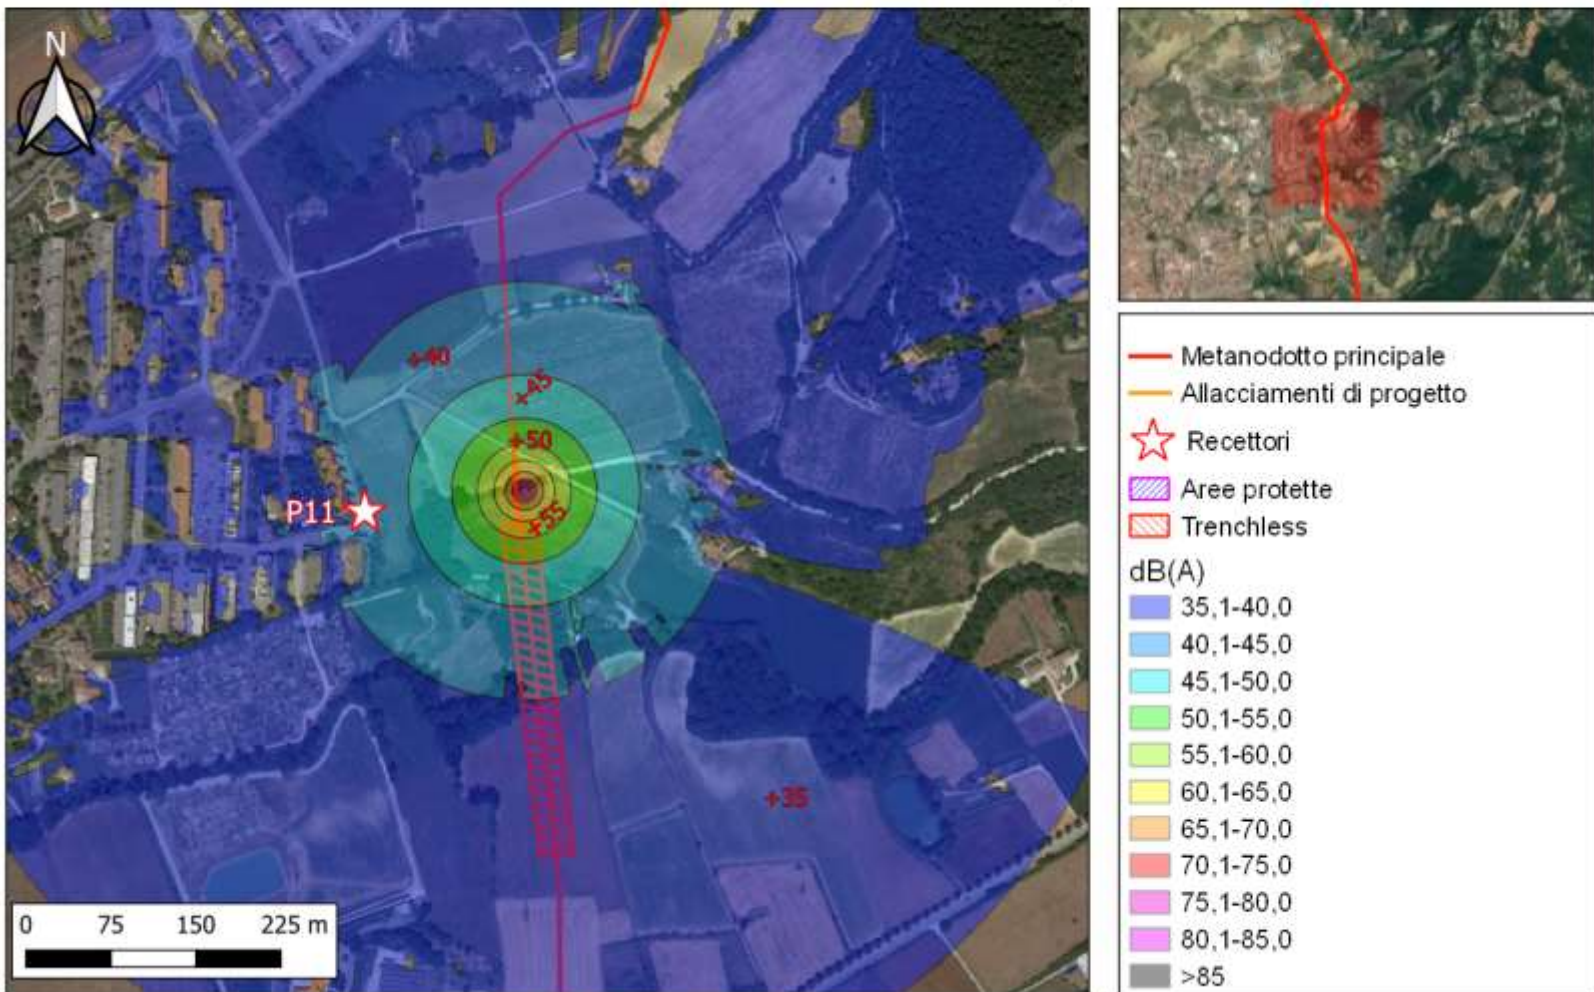 N
+40
+45
+50
+55
P11
+35
0 75 150 225 m
Metanodotto principale
Allacciamenti di progetto
Recettori
Aree protette
Trenchless
dB(A)
35,1-40,0
40,1-45,0
45,1-50,0
50,1-55,0
55,1-60,0
60,1-65,0
65,1-70,0
70,1-75,0
75,1-80,0
80,1-85,0
>85